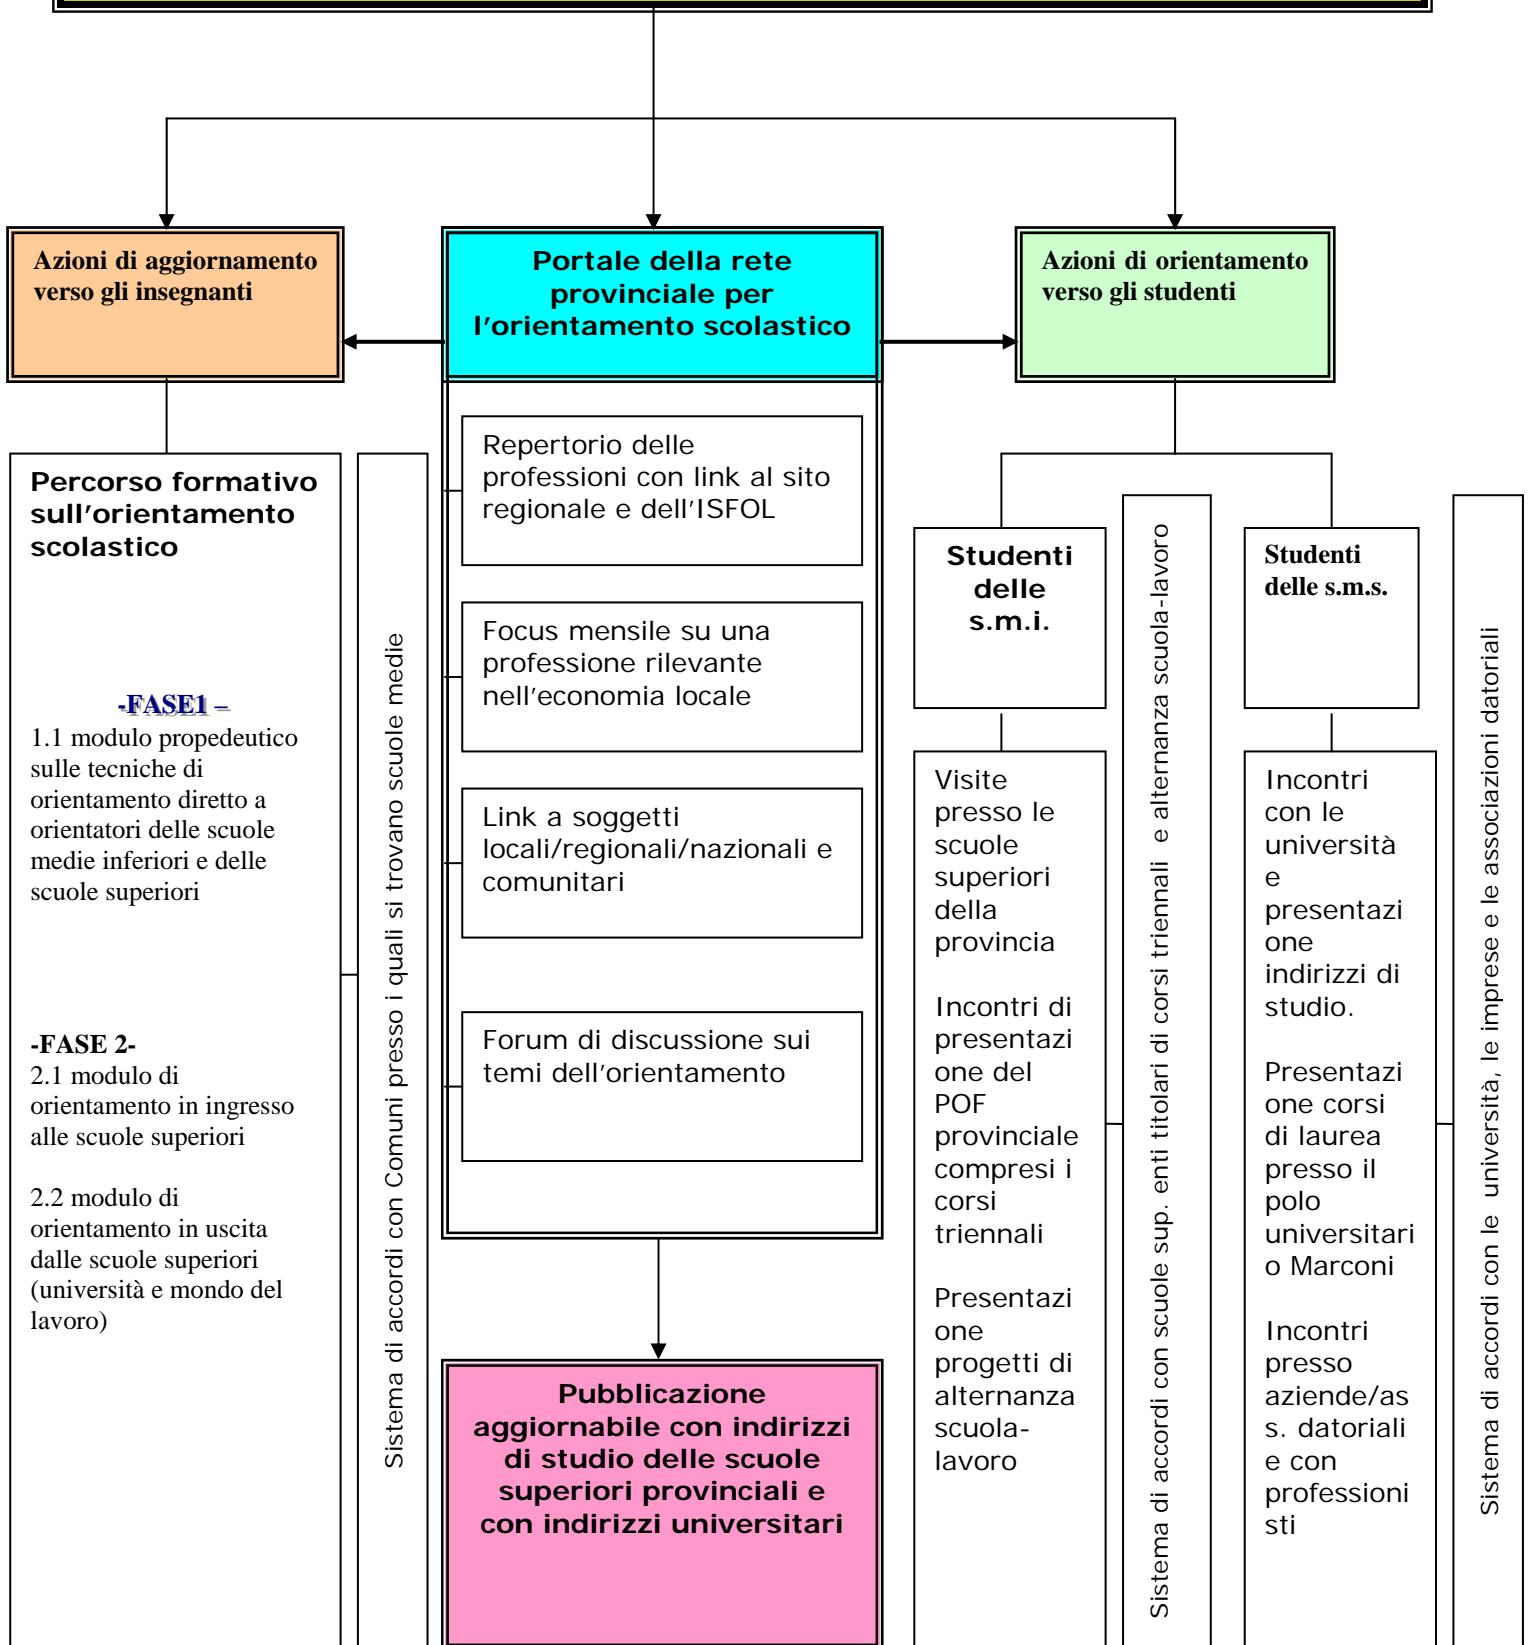 Azioni di aggiornamento
verso gli insegnanti
Portale della rete
provinciale per
l'orientamento scolastico
Azioni di orientamento
verso gli studenti
Percorso formativo
sull'orientamento
scolastico
-FASE1 –
1.1 modulo propedeutico
sulle tecniche di
orientamento diretto a
orientatori delle scuole
medie inferiori e delle
scuole superiori
-FASE 2-
2.1 modulo di
orientamento in ingresso
alle scuole superiori
2.2 modulo di
orientamento in uscita
dalle scuole superiori
(università e mondo del
lavoro)
Sistema di accordi con Comuni presso i quali si trovano scuole medie
Repertorio delle
professioni con link al sito
regionale e dell'ISFOL
Focus mensile su una
professione rilevante
nell'economia locale
Link a soggetti
locali/regionali/nazionali e
comunitari
Forum di discussione sui
temi dell'orientamento
Pubblicazione
aggiornabile con indirizzi
di studio delle scuole
superiori provinciali e
con indirizzi universitari
Studenti
delle
s.m.i.
Visite
presso le
scuole
superiori
della
provincia
Incontri di
presentazi
one del
POF
provinciale
compresi i
corsi
triennali
Presentazi
one
progetti di
alternanza
scuola-
lavoro
Sistema di accordi con scuole sup. enti titolari di corsi triennali e alternanza scuola-lavoro
Studenti
delle s.m.s.
Incontri
con le
università
e
presentazi
one
indirizzi di
studio.
Presentazi
one corsi
di laurea
presso il
polo
universitari
o Marconi
Incontri
presso
aziende/as
s. datoriali
e con
professioni
sti
Sistema di accordi con le università, le imprese e le associazioni datoriali